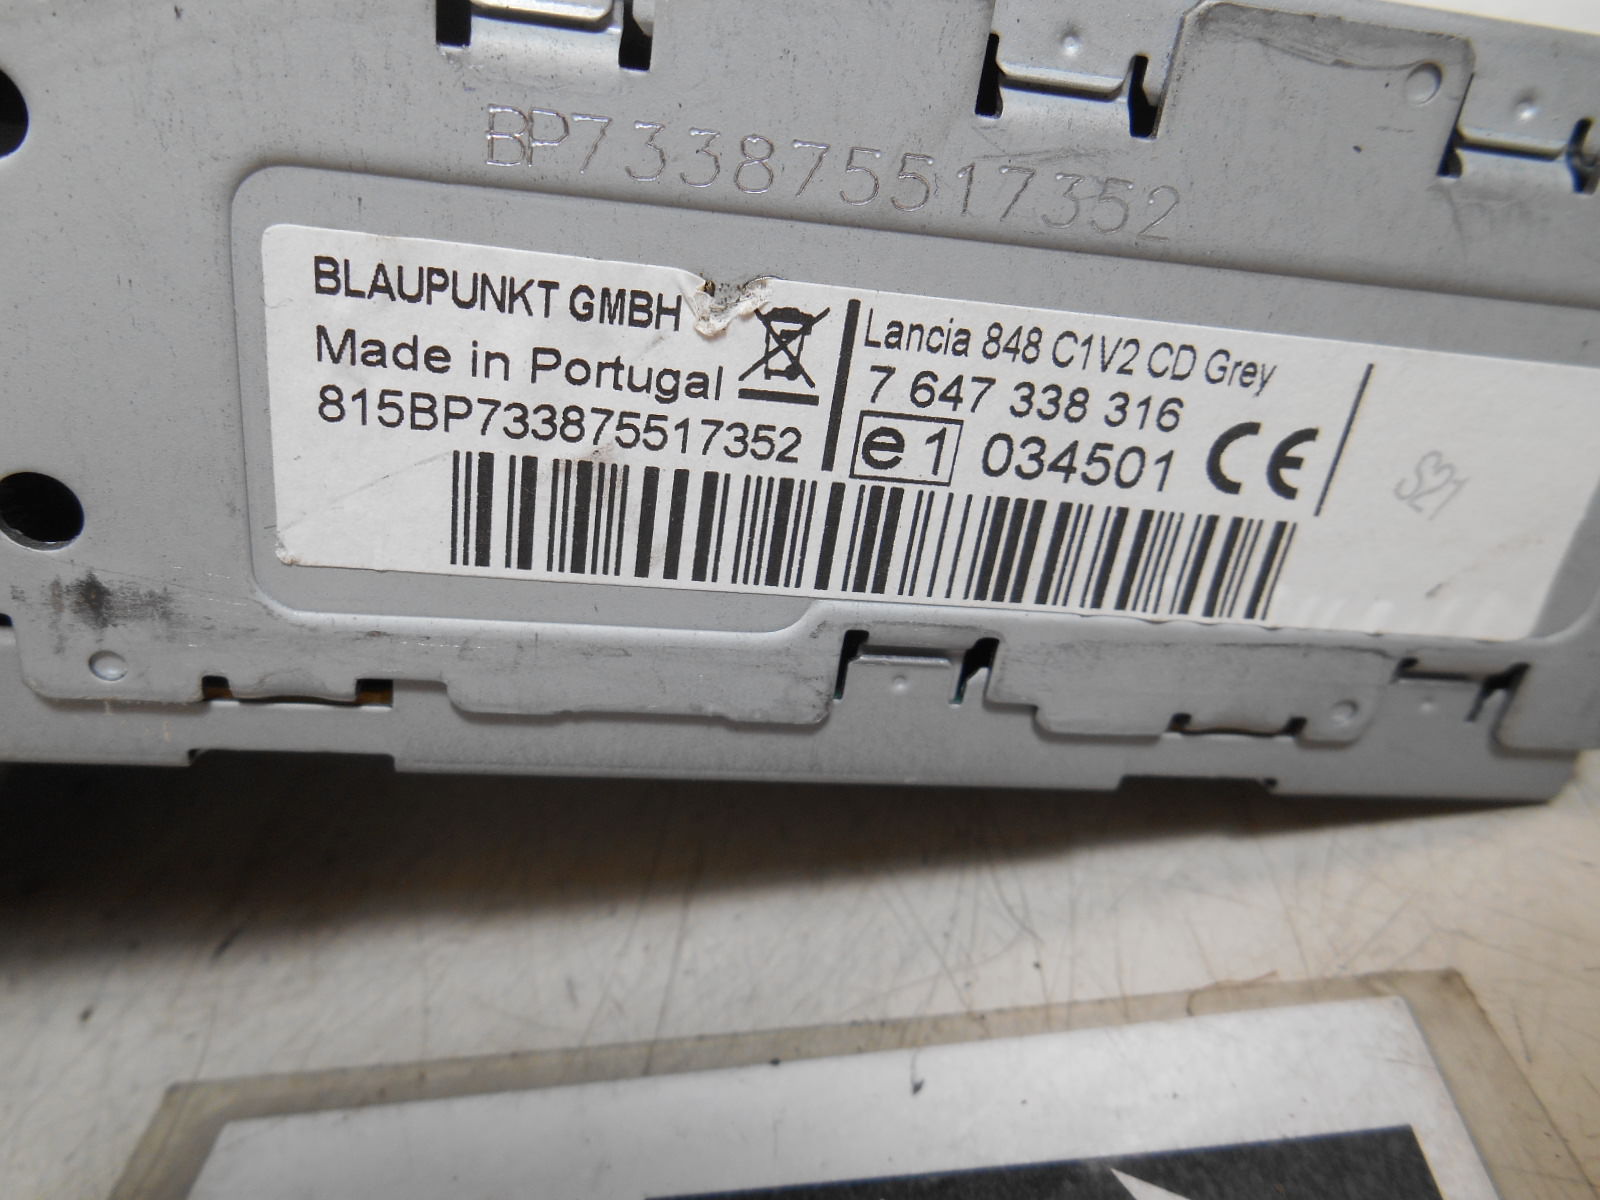 BP733875517352
BLAUPUNKT GMBH
Made in Portugal
815BP733875517352
Lancia 848 C1V2 CD Grey
7 647 338 316
e1 034501 CE
S21